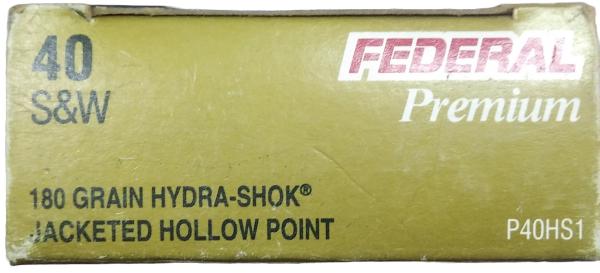 40
S&W
FEDERAL
Premium
180 GRAIN HYDRA-SHOK®
JACKETED HOLLOW POINT
P40HS1